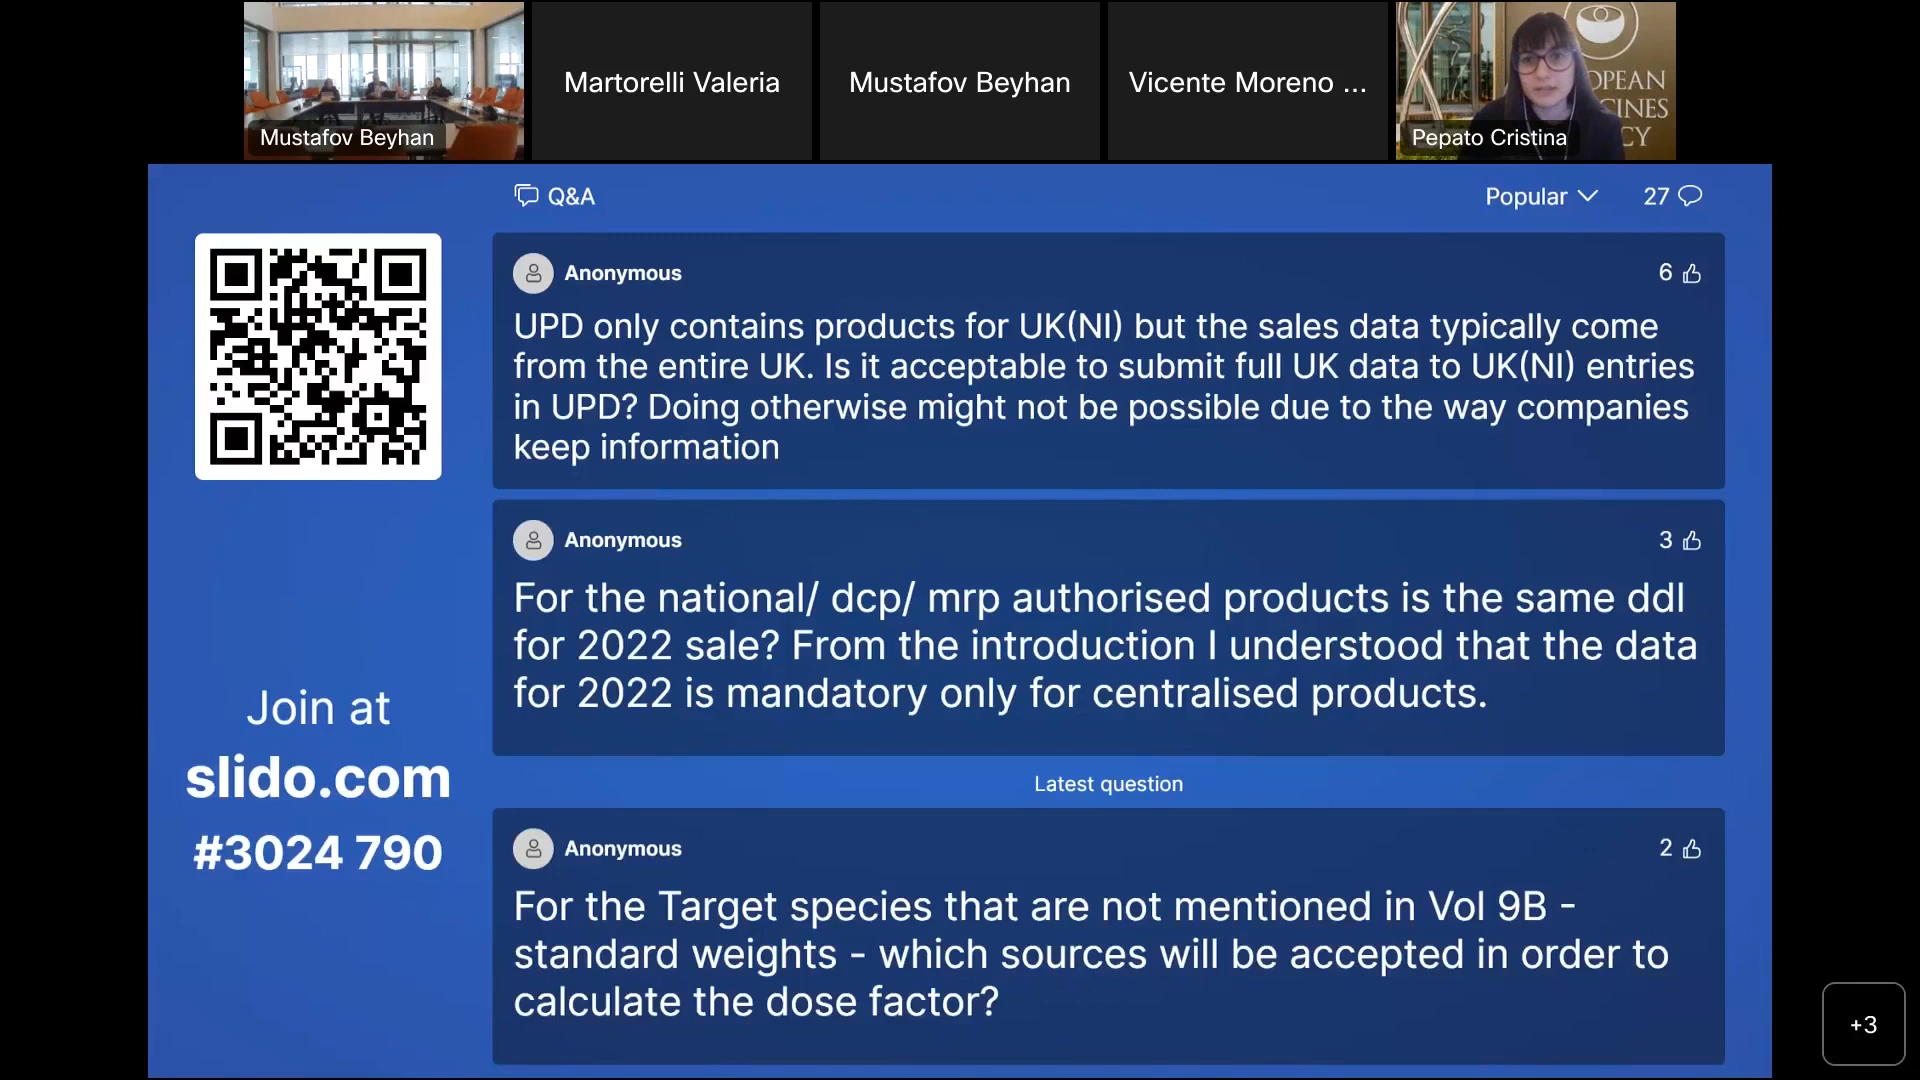 Mustafov Beyhan
Martorelli Valeria
Mustafov Beyhan
Vicente Moreno ...
OPEAN
CINES
CY
Pepato Cristina
Q&A
Popular
27
Anonymous
6
UPD only contains products for UK(NI) but the sales data typically come
from the entire UK. Is it acceptable to submit full UK data to UK(NI) entries
in UPD? Doing otherwise might not be possible due to the way companies
keep information
Anonymous
3
For the national/ dcp/ mrp authorised products is the same ddl
for 2022 sale? From the introduction I understood that the data
for 2022 is mandatory only for centralised products.
Join at
slido.com
#3024 790
Latest question
Anonymous
2
For the Target species that are not mentioned in Vol 9B -
standard weights - which sources will be accepted in order to
calculate the dose factor?
+3